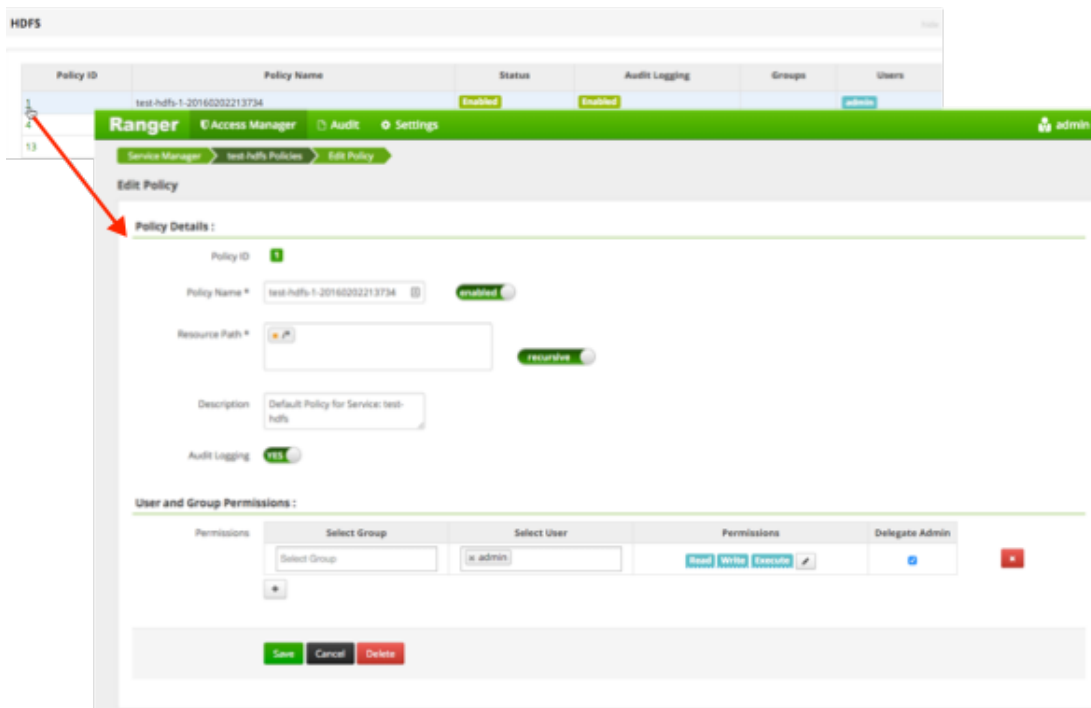 HDFS
Policy ID Policy Name Status Audit Logging Groups Users
1 test-hdfs-1-20160202213734 Enabled Enabled admin
4
13
Ranger Access Manager Audit Settings admin
Service Manager test-hdfs Policies Edit Policy
Edit Policy
Policy Details :
Policy ID 1
Policy Name * test-hdfs-1-20160202213734 enabled
Resource Path * × /*
recursive
Description Default Policy for Service: test-
hdfs
Audit Logging YES
User and Group Permissions :
Permissions Select Group Select User Permissions Delegate Admin
Select Group × admin Read Write Execute ×
+
Save Cancel Delete